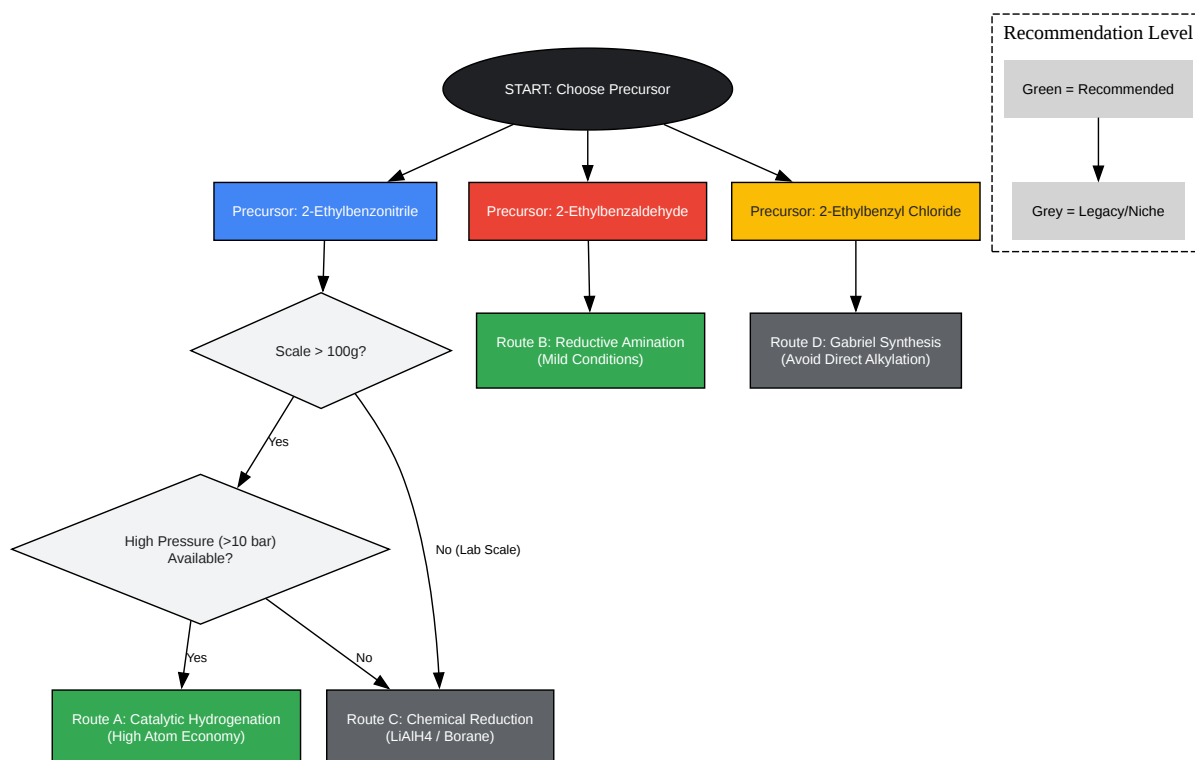 Recommendation Level
START: Choose Precursor
Green = Recommended
Precursor: 2-Ethylbenzonitrile
Precursor: 2-Ethylbenzaldehyde
Precursor: 2-Ethylbenzyl Chloride
Grey = Legacy/Niche
Scale > 100g?
Route B: Reductive Amination
(Mild Conditions)
Route D: Gabriel Synthesis
(Avoid Direct Alkylation)
Yes
High Pressure (>10 bar)
Available?
No (Lab Scale)
Yes
No
Route A: Catalytic Hydrogenation
(High Atom Economy)
Route C: Chemical Reduction
(LiAlH4 / Borane)